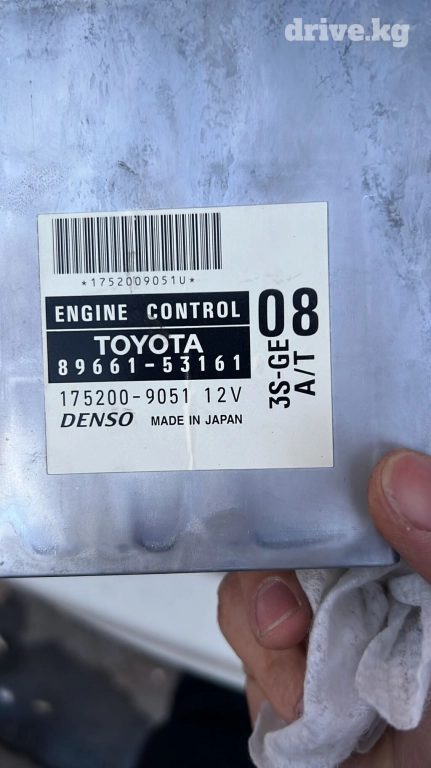 drive.kg
*1752009051U*
ENGINE CONTROL
TOYOTA
89661-53161
175200-9051 12V
DENSO MADE IN JAPAN
08
3S-GE
A/T